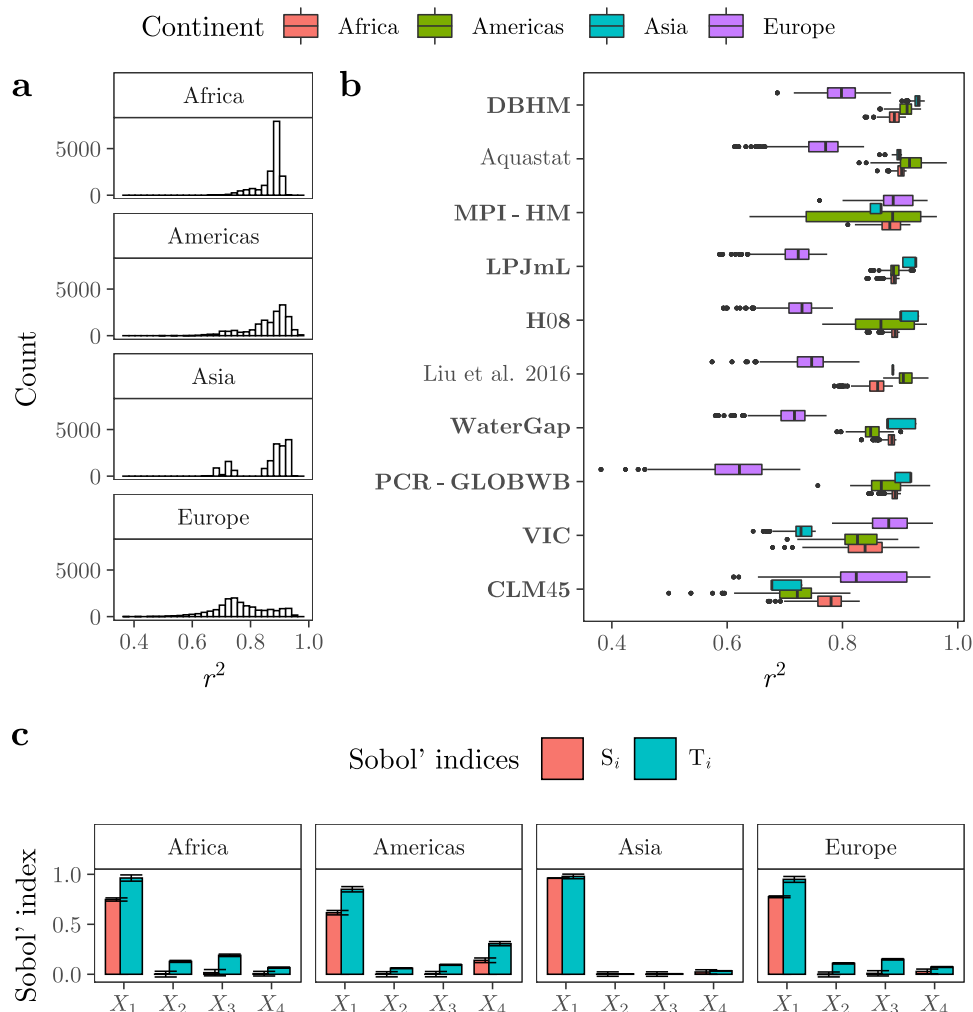 Continent Africa Americas Asia Europe
a
Africa
5000
0
Americas
5000
0
Asia
5000
0
Europe
5000
0
0.4 0.6 0.8 1.0
r²
Count
b
DBHM
Aquastat
MPI - HM
LPJmL
H08
Liu et al. 2016
WaterGap
PCR - GLOBWB
VIC
CLM45
0.4 0.6 0.8 1.0
r²
c
Sobol' indices Sᵢ Tᵢ
Africa Americas Asia Europe
Sobol' index
1.0
0.5
0.0
X₁ X₂ X₃ X₄ X₁ X₂ X₃ X₄ X₁ X₂ X₃ X₄ X₁ X₂ X₃ X₄